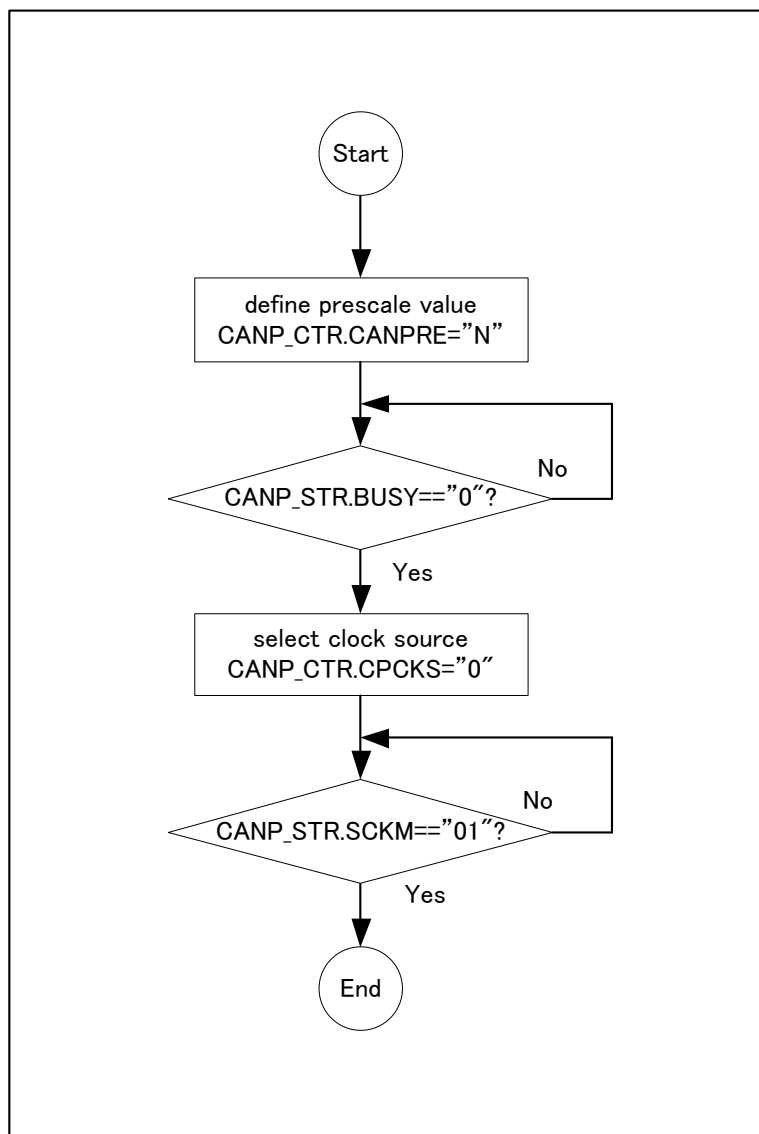 Start
define prescale value
CANP_CTR.CANPRE=”N”
No
CANP_STR.BUSY==”0″?
Yes
select clock source
CANP_CTR.CPCKS=”0″
No
CANP_STR.SCKM==”01″?
Yes
End